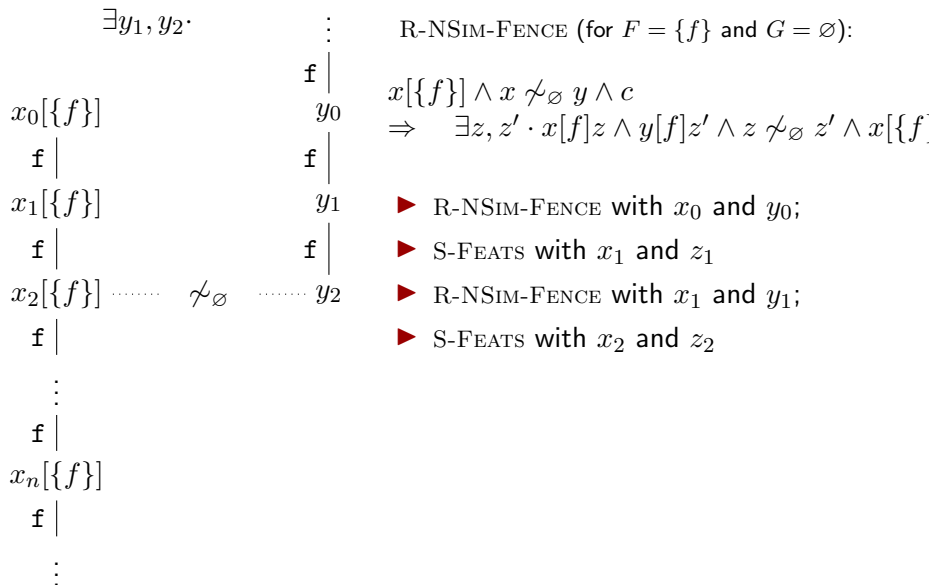 ∃y₁, y₂·
⋮
f
x₀[{f}]
y₀
f
f
x₁[{f}]
y₁
f
f
x₂[{f}] ········ ≁∅ ········ y₂
f
⋮
f
xₙ[{f}]
f
⋮
R-NSim-Fence (for F = {f} and G = ∅):
x[{f}] ∧ x ≁∅ y ∧ c
⇒ ∃z, z′ · x[f]z ∧ y[f]z′ ∧ z ≁∅ z′ ∧ x[{f}
▶ R-NSim-Fence with x₀ and y₀;
▶ S-Feats with x₁ and z₁
▶ R-NSim-Fence with x₁ and y₁;
▶ S-Feats with x₂ and z₂